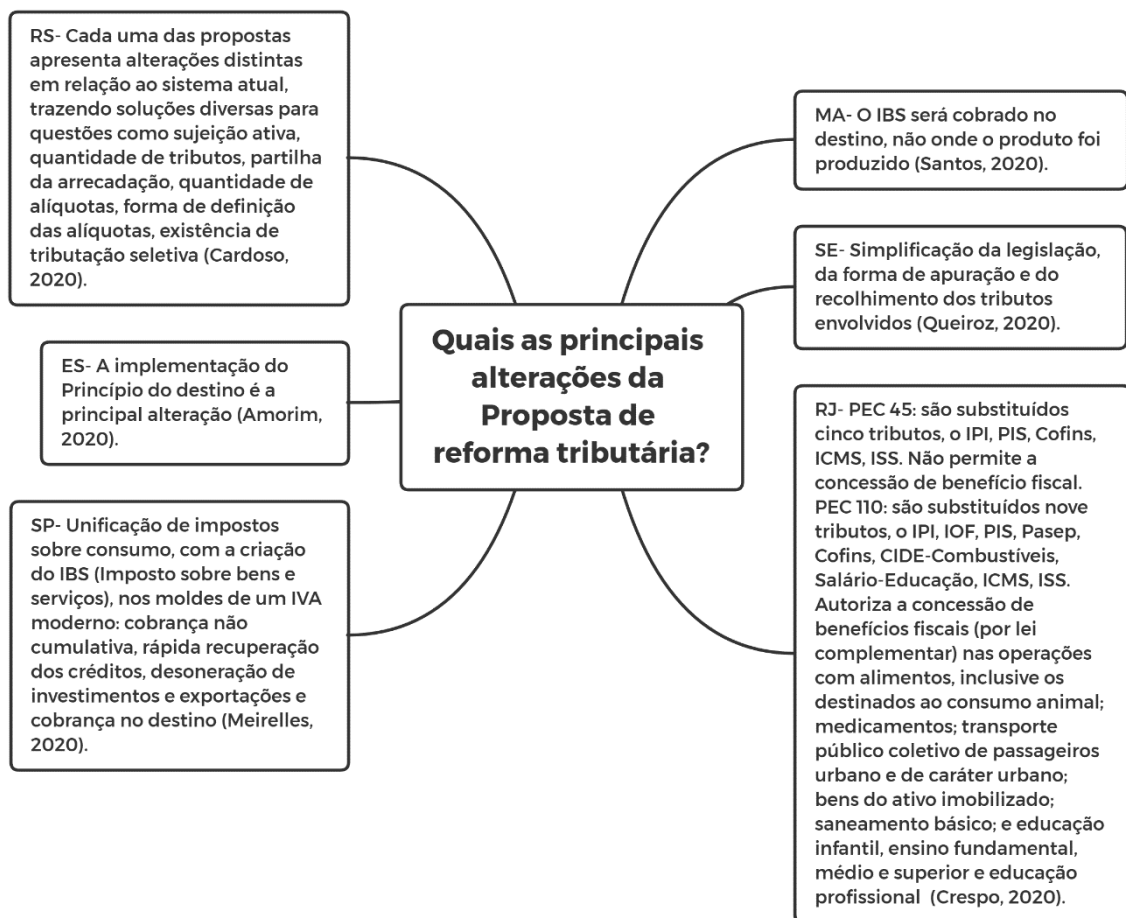 RS- Cada uma das propostas
apresenta alterações distintas
em relação ao sistema atual,
trazendo soluções diversas para
questões como sujeição ativa,
quantidade de tributos, partilha
da arrecadação, quantidade de
alíquotas, forma de definição
das alíquotas, existência de
tributação seletiva (Cardoso,
2020).
ES- A implementação do
Princípio do destino é a
principal alteração (Amorim,
2020).
SP- Unificação de impostos
sobre consumo, com a criação
do IBS (Imposto sobre bens e
serviços), nos moldes de um IVA
moderno: cobrança não
cumulativa, rápida recuperação
dos créditos, desoneração de
investimentos e exportações e
cobrança no destino (Meirelles,
2020).
Quais as principais
alterações da
Proposta de
reforma tributária?
MA- O IBS será cobrado no
destino, não onde o produto foi
produzido (Santos, 2020).
SE- Simplificação da legislação,
da forma de apuração e do
recolhimento dos tributos
envolvidos (Queiroz, 2020).
RJ- PEC 45: são substituídos
cinco tributos, o IPI, PIS, Cofins,
ICMS, ISS. Não permite a
concessão de benefício fiscal.
PEC 110: são substituídos nove
tributos, o IPI, IOF, PIS, Pasep,
Cofins, CIDE-Combustíveis,
Salário-Educação, ICMS, ISS.
Autoriza a concessão de
benefícios fiscais (por lei
complementar) nas operações
com alimentos, inclusive os
destinados ao consumo animal;
medicamentos; transporte
público coletivo de passageiros
urbano e de caráter urbano;
bens do ativo imobilizado;
saneamento básico; e educação
infantil, ensino fundamental,
médio e superior e educação
profissional (Crespo, 2020).